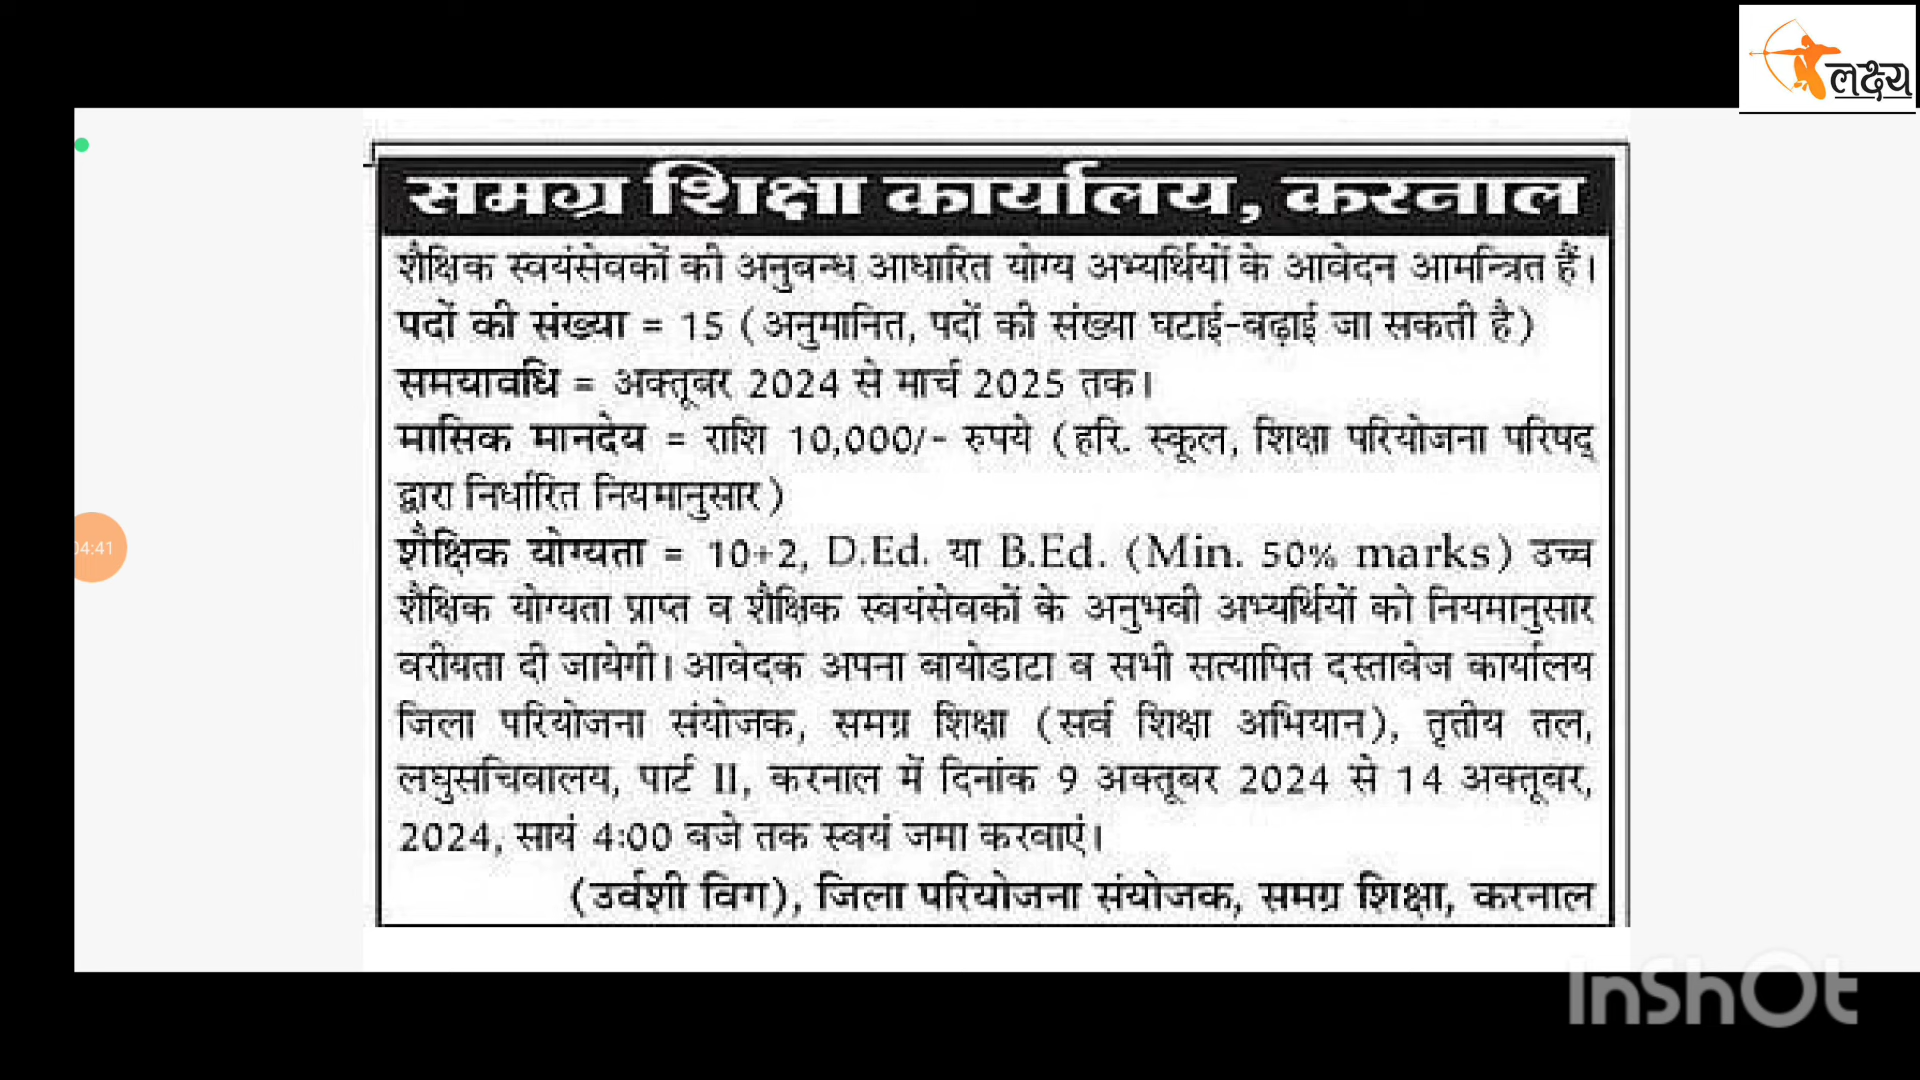 लक्ष्य
समग्र शिक्षा कार्यालय, करनाल
शैक्षिक स्वयंसेवकों की अनुबन्ध आधारित योग्य अभ्यर्थियों के आवेदन आमन्त्रित हैं।
पदों की संख्या = 15 (अनुमानित, पदों की संख्या घटाई-बढ़ाई जा सकती है)
समयावधि = अक्तूबर 2024 से मार्च 2025 तक।
मासिक मानदेय = राशि 10,000/- रुपये (हरि. स्कूल, शिक्षा परियोजना परिषद्
द्वारा निर्धारित नियमानुसार)
शैक्षिक योग्यता = 10+2, D.Ed. या B.Ed. (Min. 50% marks) उच्च
शैक्षिक योग्यता प्राप्त व शैक्षिक स्वयंसेवकों के अनुभवी अभ्यर्थियों को नियमानुसार
वरीयता दी जायेगी। आवेदक अपना बायोडाटा व सभी सत्यापित दस्तावेज कार्यालय
जिला परियोजना संयोजक, समग्र शिक्षा (सर्व शिक्षा अभियान), तृतीय तल,
लघुसचिवालय, पार्ट II, करनाल में दिनांक 9 अक्तूबर 2024 से 14 अक्तूबर,
2024, सायं 4:00 बजे तक स्वयं जमा करवाएं।
(उर्वशी विग), जिला परियोजना संयोजक, समग्र शिक्षा, करनाल
04:41
InShOt